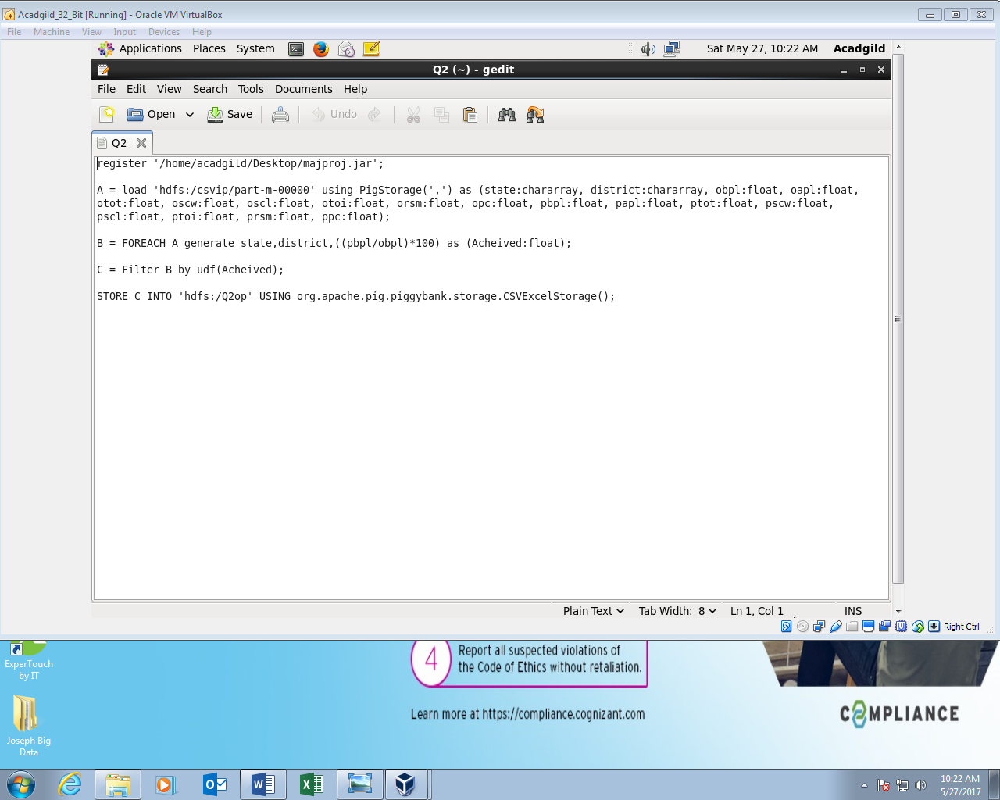 Acadgild_32_Bit [Running] - Oracle VM VirtualBox
File Machine View Input Devices Help
Applications Places System Sat May 27, 10:22 AM Acadgild
Q2 (~) - gedit
File Edit View Search Tools Documents Help
Open Save Undo
Q2
register '/home/acadgild/Desktop/majproj.jar';
A = load 'hdfs:/csvip/part-m-00000' using PigStorage(',') as (state:chararray, district:chararray, obpl:float, oapl:float,
otot:float, oscw:float, oscl:float, otoi:float, orsm:float, opc:float, pbpl:float, papl:float, ptot:float, pscw:float,
pscl:float, ptoi:float, prsm:float, ppc:float);
B = FOREACH A generate state,district,((pbpl/obpl)*100) as (Acheived:float);
C = Filter B by udf(Acheived);
STORE C INTO 'hdfs:/Q2op' USING org.apache.pig.piggybank.storage.CSVExcelStorage();
Plain Text Tab Width: 8 Ln 1, Col 1 INS
Right Ctrl
ExperTouch
by IT
4 Report all suspected violations of
the Code of Ethics without retaliation.
Learn more at https://compliance.cognizant.com
COMPLIANCE
Joseph Big
Data
10:22 AM
5/27/2017